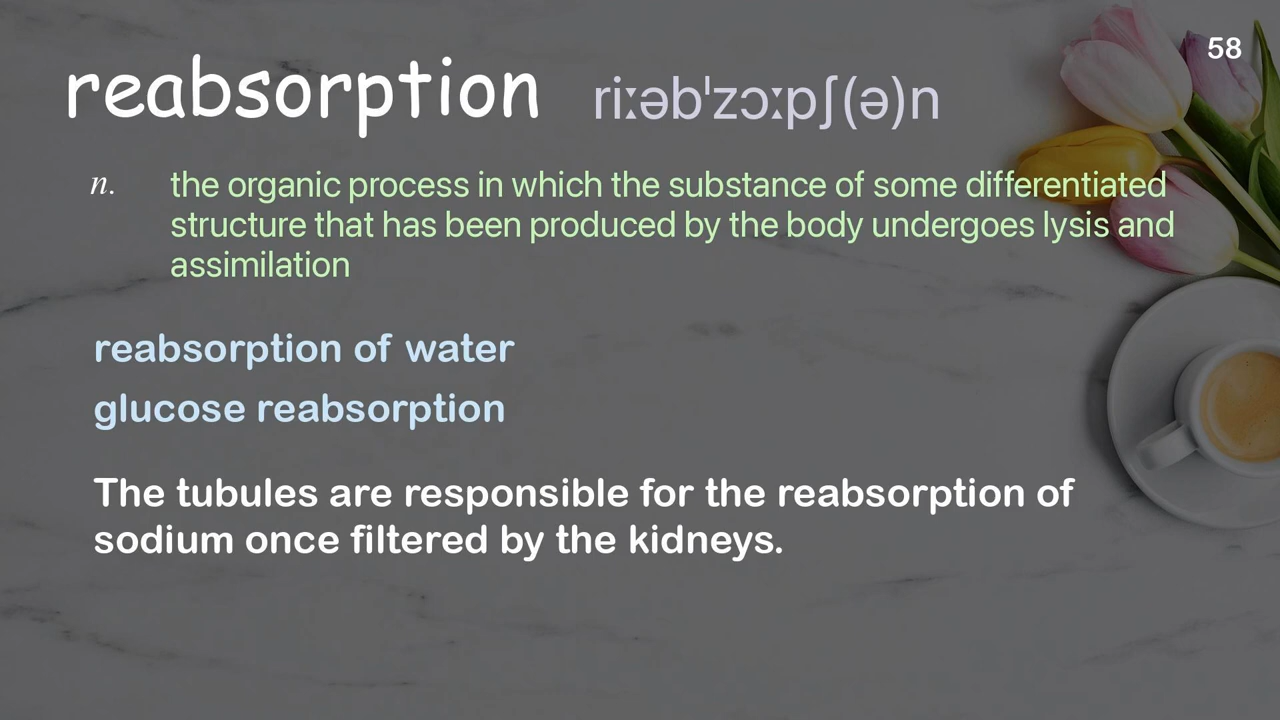 58
reabsorption riːəbˈzɔːpʃ(ə)n
n. the organic process in which the substance of some differentiated
structure that has been produced by the body undergoes lysis and
assimilation
reabsorption of water
glucose reabsorption
The tubules are responsible for the reabsorption of
sodium once filtered by the kidneys.